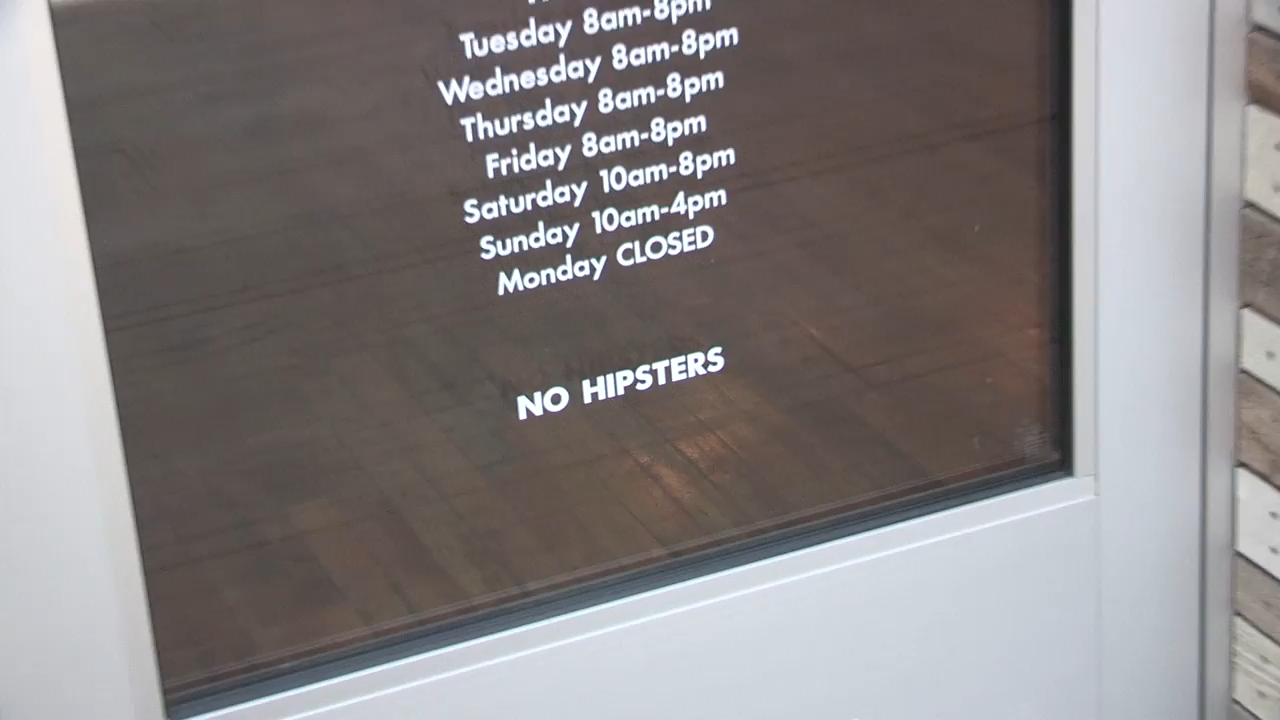 Tuesday 8am-8pm
Wednesday 8am-8pm
Thursday 8am-8pm
Friday 8am-8pm
Saturday 10am-8pm
Sunday 10am-4pm
Monday CLOSED
NO HIPSTERS